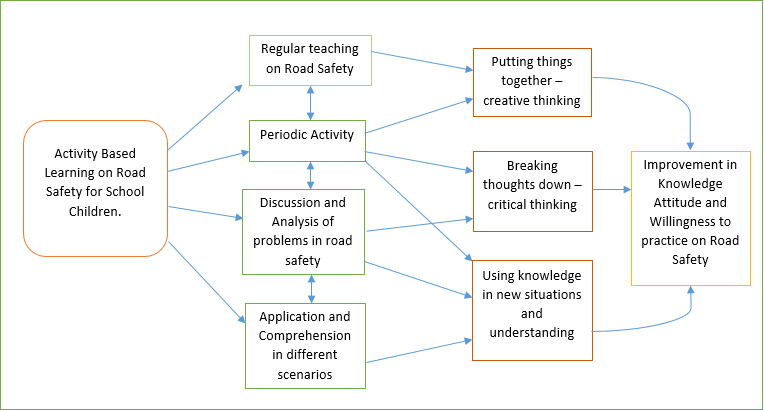 Activity Based
Learning on Road
Safety for School
Children.
Regular teaching
on Road Safety
Periodic Activity
Discussion and
Analysis of
problems in road
safety
Application and
Comprehension
in different
scenarios
Putting things
together –
creative thinking
Breaking
thoughts down –
critical thinking
Using knowledge
in new situations
and
understanding
Improvement in
Knowledge
Attitude and
Willingness to
practice on Road
Safety